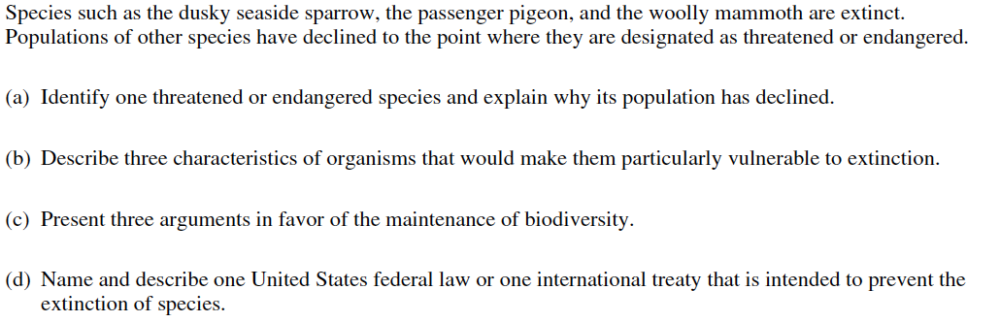 Species such as the dusky seaside sparrow, the passenger pigeon, and the woolly mammoth are extinct.
Populations of other species have declined to the point where they are designated as threatened or endangered.
(a) Identify one threatened or endangered species and explain why its population has declined.
(b) Describe three characteristics of organisms that would make them particularly vulnerable to extinction.
(c) Present three arguments in favor of the maintenance of biodiversity.
(d) Name and describe one United States federal law or one international treaty that is intended to prevent the
extinction of species.